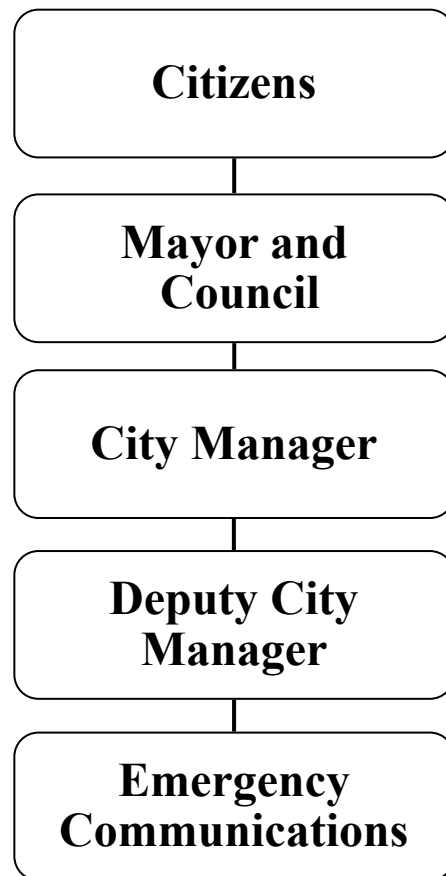 Citizens
Mayor and
Council
City Manager
Deputy City
Manager
Emergency
Communications